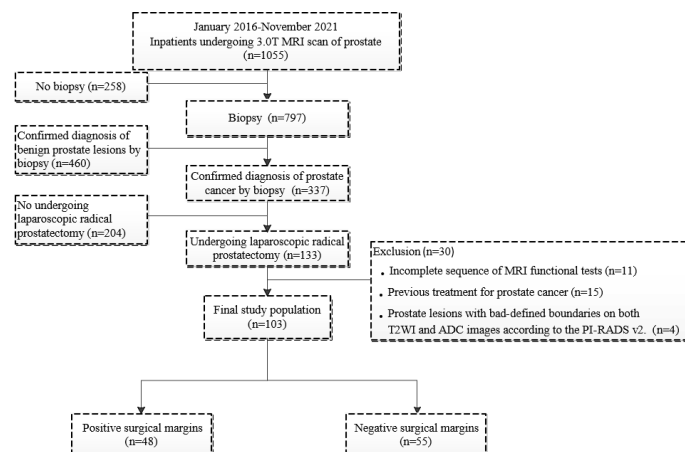 January 2016-November 2021
Inpatients undergoing 3.0T MRI scan of prostate
(n=1055)
No biopsy (n=258)
Biopsy (n=797)
Confirmed diagnosis of
benign prostate lesions by
biopsy (n=460)
Confirmed diagnosis of prostate
cancer by biopsy (n=337)
No undergoing
laparoscopic radical
prostatectomy (n=204)
Undergoing laparoscopic radical
prostatectomy (n=133)
Exclusion (n=30)
• Incomplete sequence of MRI functional tests (n=11)
• Previous treatment for prostate cancer (n=15)
• Prostate lesions with bad-defined boundaries on both
T2WI and ADC images according to the PI-RADS v2. (n=4)
Final study population
(n=103)
Positive surgical margins
(n=48)
Negative surgical margins
(n=55)